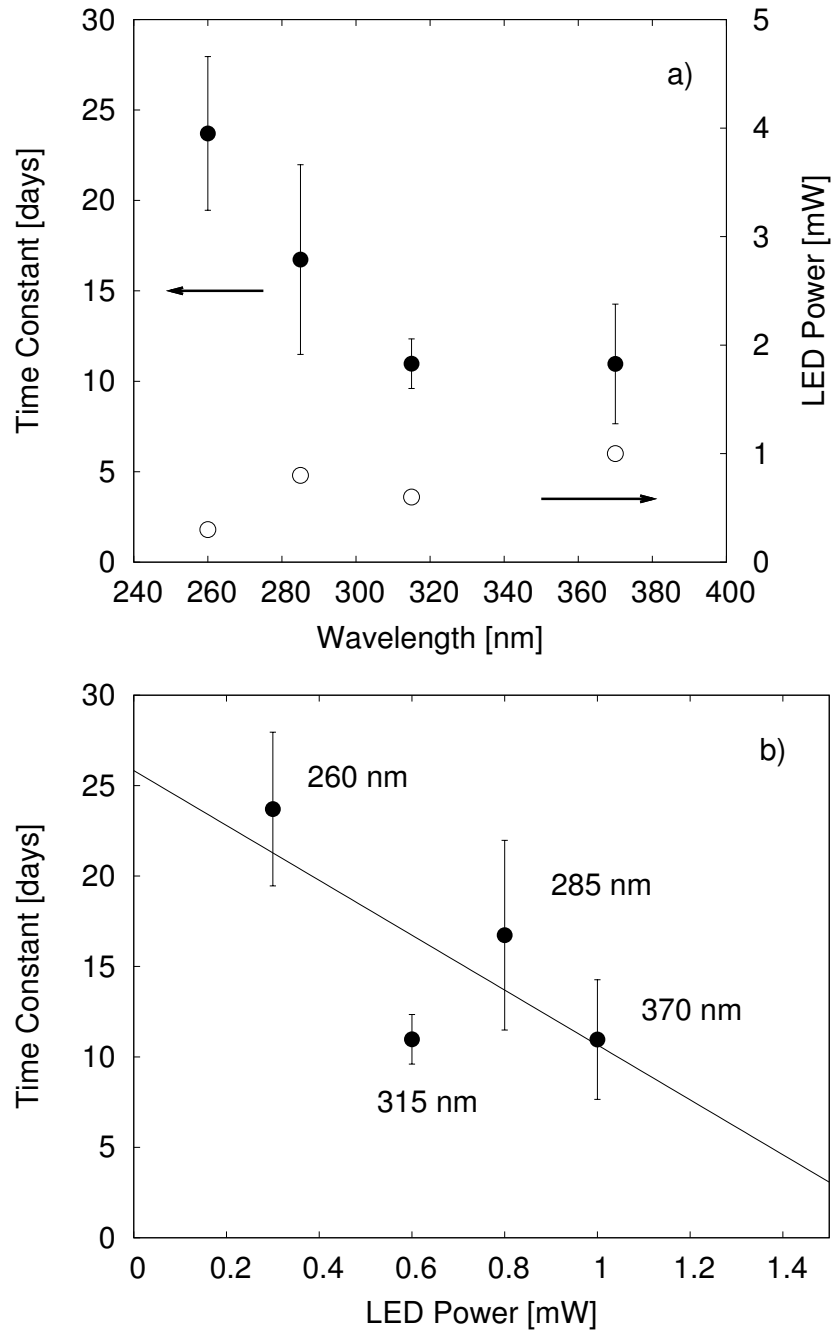 30
25
20
15
10
5
0
Time Constant [days]
5
4
3
2
1
0
LED Power [mW]
a)
240 260 280 300 320 340 360 380 400
Wavelength [nm]
30
25
20
15
10
5
0
Time Constant [days]
b)
260 nm
285 nm
370 nm
315 nm
0 0.2 0.4 0.6 0.8 1 1.2 1.4
LED Power [mW]